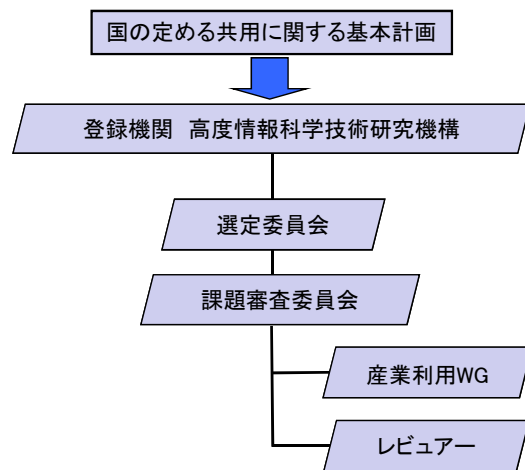 国の定める共用に関する基本計画
登録機関 高度情報科学技術研究機構
選定委員会
課題審査委員会
産業利用WG
レビュアー